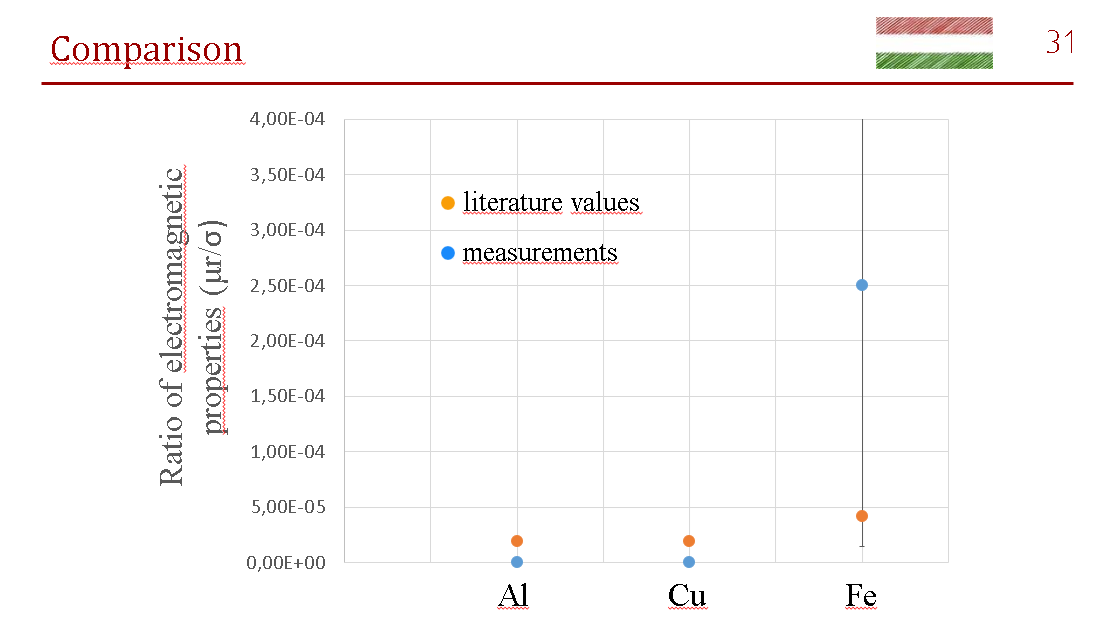 Comparison
31
Ratio of electromagnetic
properties (μr/σ)
4,00E-04
3,50E-04
3,00E-04
2,50E-04
2,00E-04
1,50E-04
1,00E-04
5,00E-05
0,00E+00
literature values
measurements
Al Cu Fe